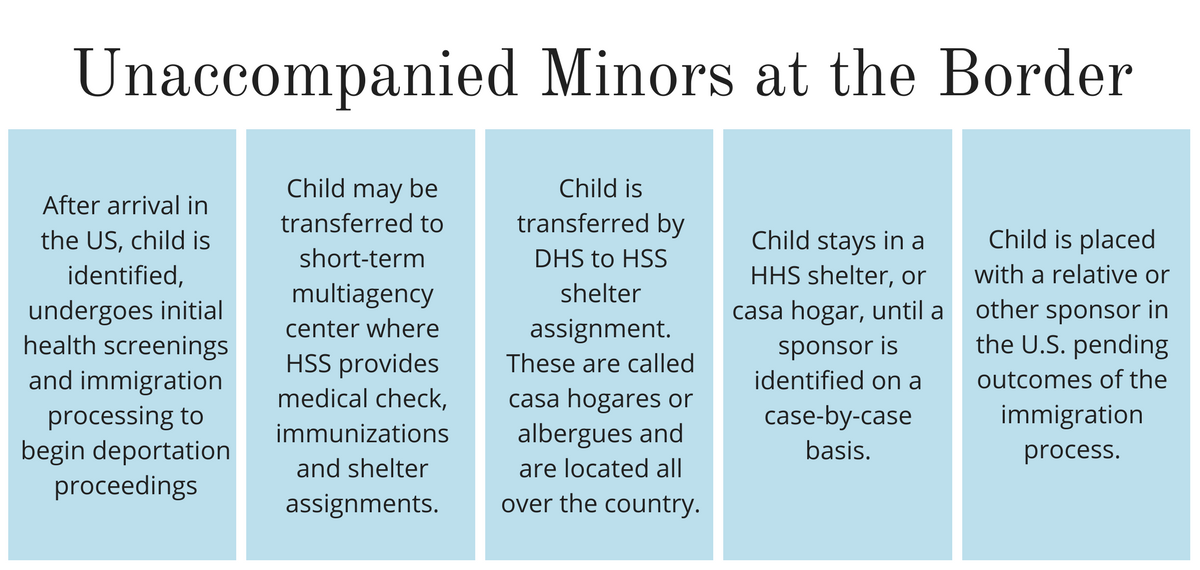 Unaccompanied Minors at the Border
After arrival in
the US, child is
identified,
undergoes initial
health screenings
and immigration
processing to
begin deportation
proceedings
Child may be
transferred to
short-term
multiagency
center where
HSS provides
medical check,
immunizations
and shelter
assignments.
Child is
transferred by
DHS to HSS
shelter
assignment.
These are called
casa hogares or
albergues and
are located all
over the country.
Child stays in a
HHS shelter, or
casa hogar, until a
sponsor is
identified on a
case-by-case
basis.
Child is placed
with a relative or
other sponsor in
the U.S. pending
outcomes of the
immigration
process.